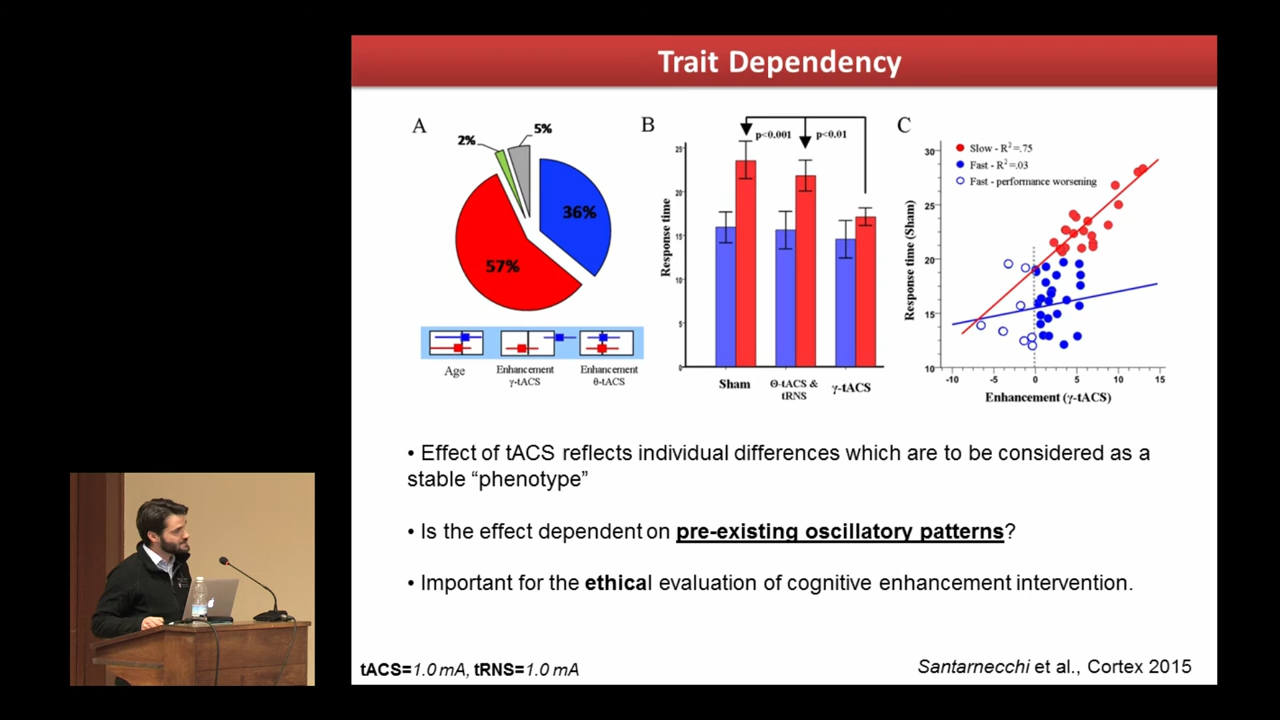 Trait Dependency
A
2%
5%
36%
57%
Age
Enhancement
γ-tACS
Enhancement
θ-tACS
B
p<0.001
p<0.01
Response time
25
20
15
10
5
0
Sham
Θ-tACS &
tRNS
γ-tACS
C
Slow - R²=.75
Fast - R²=.03
Fast - performance worsening
Response time (Sham)
30
25
20
15
10
-10
-5
0
5
10
15
Enhancement (γ-tACS)
• Effect of tACS reflects individual differences which are to be considered as a
stable “phenotype”
• Is the effect dependent on pre-existing oscillatory patterns?
• Important for the ethical evaluation of cognitive enhancement intervention.
tACS=1.0 mA, tRNS=1.0 mA
Santarnecchi et al., Cortex 2015